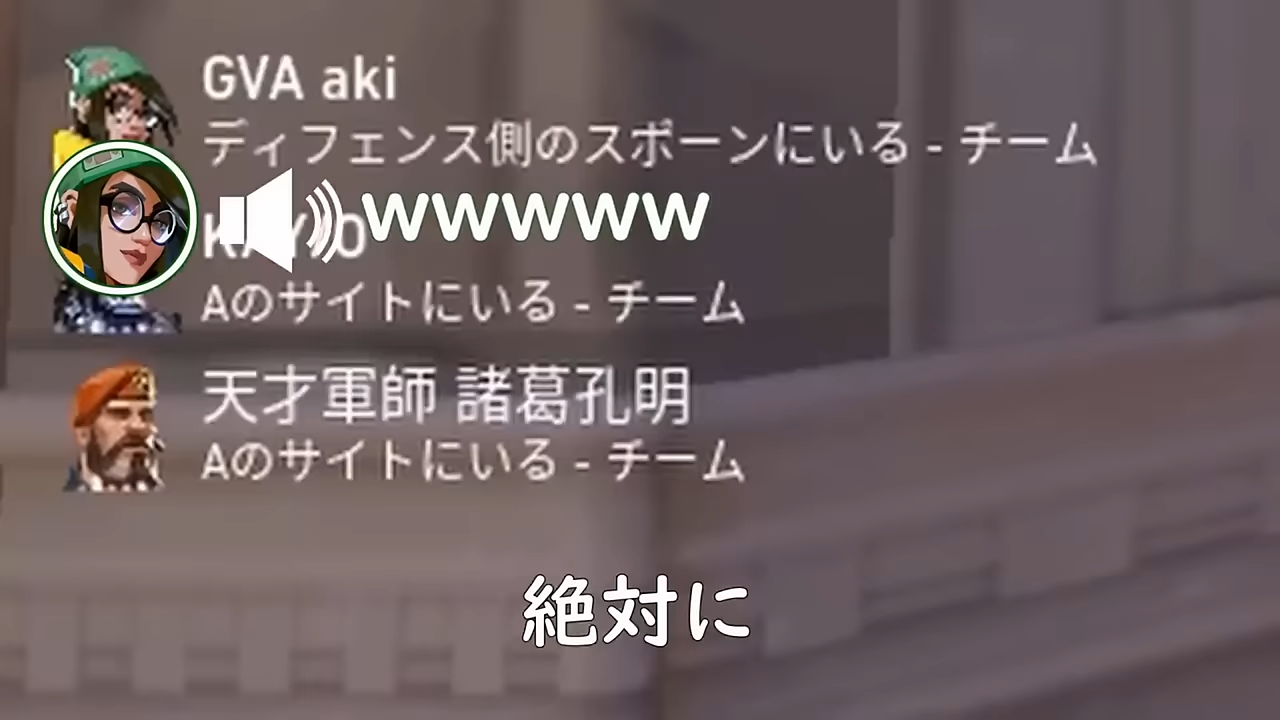 GVA aki
ディフェンス側のスポーンにいる - チーム
wwwwww
Aのサイトにいる - チーム
天才軍師 諸葛孔明
Aのサイトにいる - チーム
絶対に